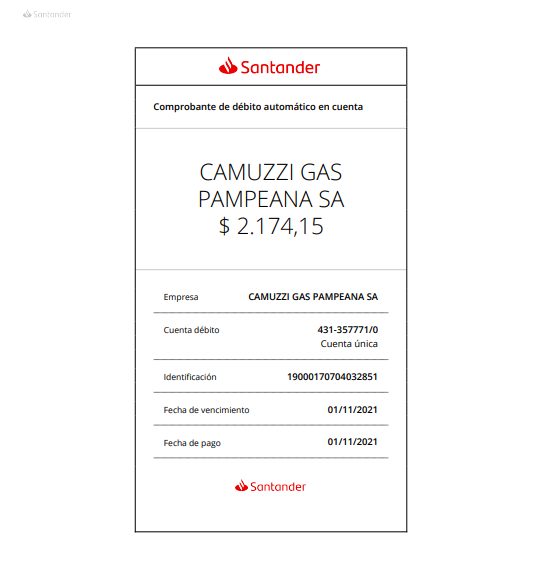 Santander
Santander
Comprobante de débito automático en cuenta
CAMUZZI GAS
PAMPEANA SA
$ 2.174,15
Empresa CAMUZZI GAS PAMPEANA SA
Cuenta débito 431-357771/0
Cuenta única
Identificación 19000170704032851
Fecha de vencimiento 01/11/2021
Fecha de pago 01/11/2021
Santander